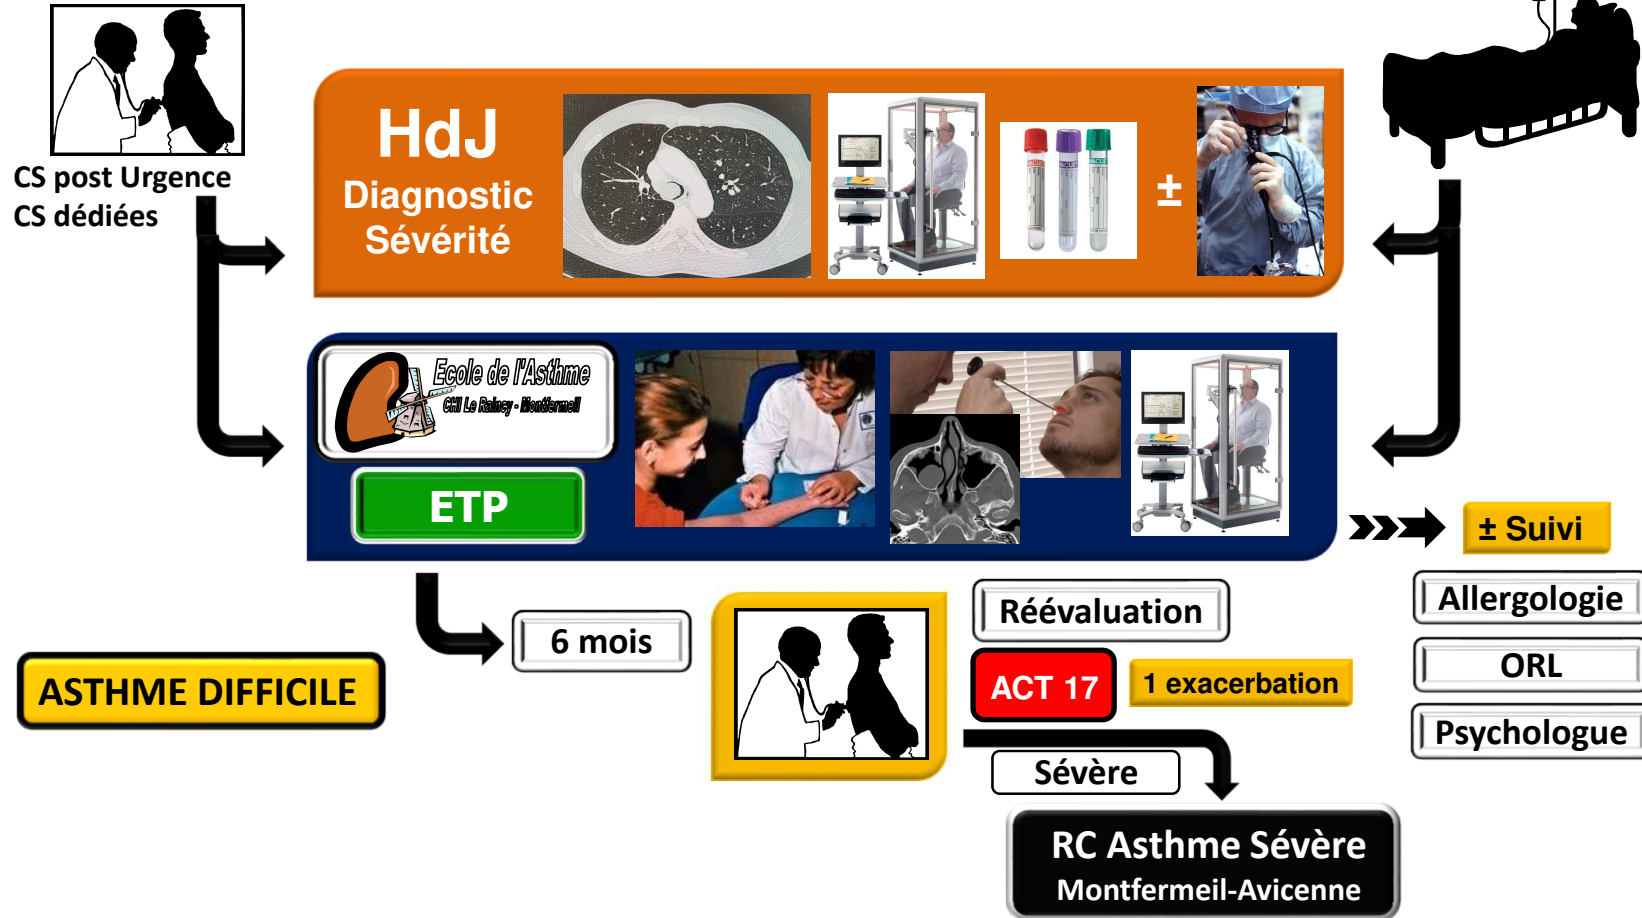 CS post Urgence
CS dédiées
HdJ
Diagnostic
Sévérité
±
Ecole de l'Asthme
CHI Le Raincy - Montfermeil
ETP
± Suivi
Allergologie
ORL
Psychologue
6 mois
Réévaluation
ACT 17
1 exacerbation
ASTHME DIFFICILE
Sévère
RC Asthme Sévère
Montfermeil-Avicenne